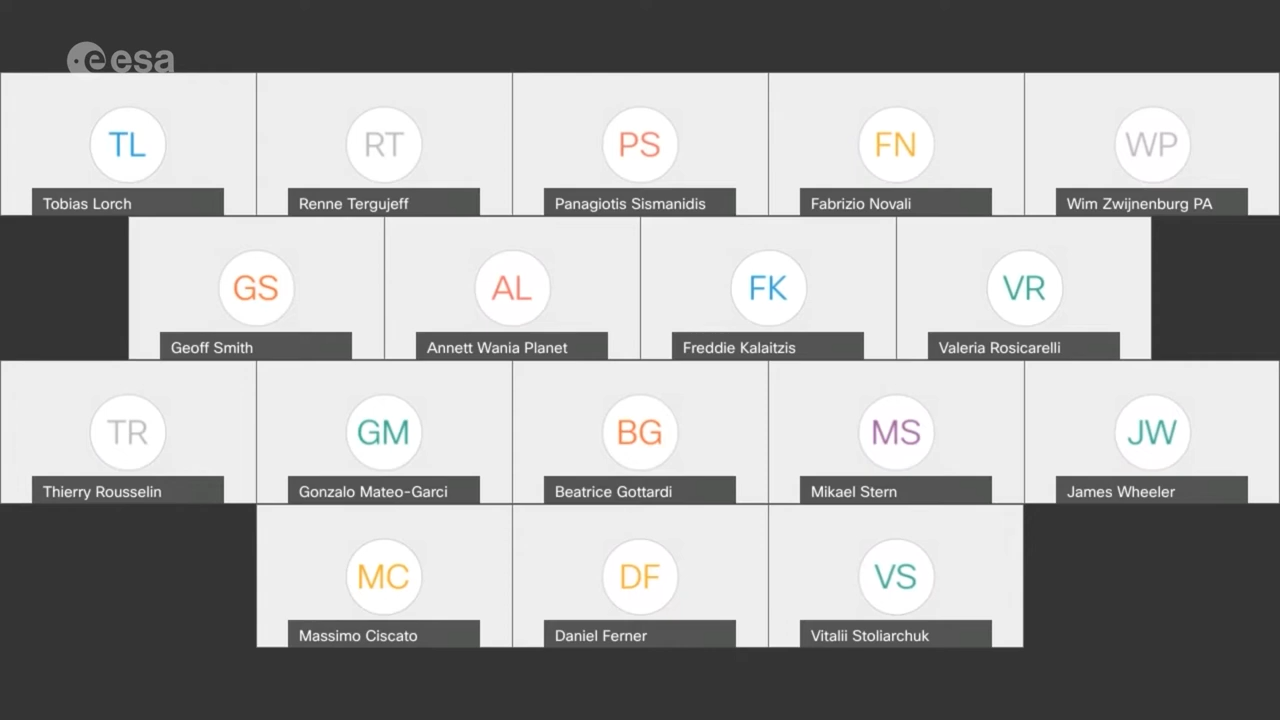 esa
TL
RT
PS
FN
WP
Tobias Lorch
Renne Tergujeff
Panagiotis Sismanidis
Fabrizio Novali
Wim Zwijnenburg PA
GS
AL
FK
VR
Geoff Smith
Annett Wania Planet
Freddie Kalaitzis
Valeria Rosicarelli
TR
GM
BG
MS
JW
Thierry Rousselin
Gonzalo Mateo-Garci
Beatrice Gottardi
Mikael Stern
James Wheeler
MC
DF
VS
Massimo Ciscato
Daniel Ferner
Vitalii Stoliarchuk